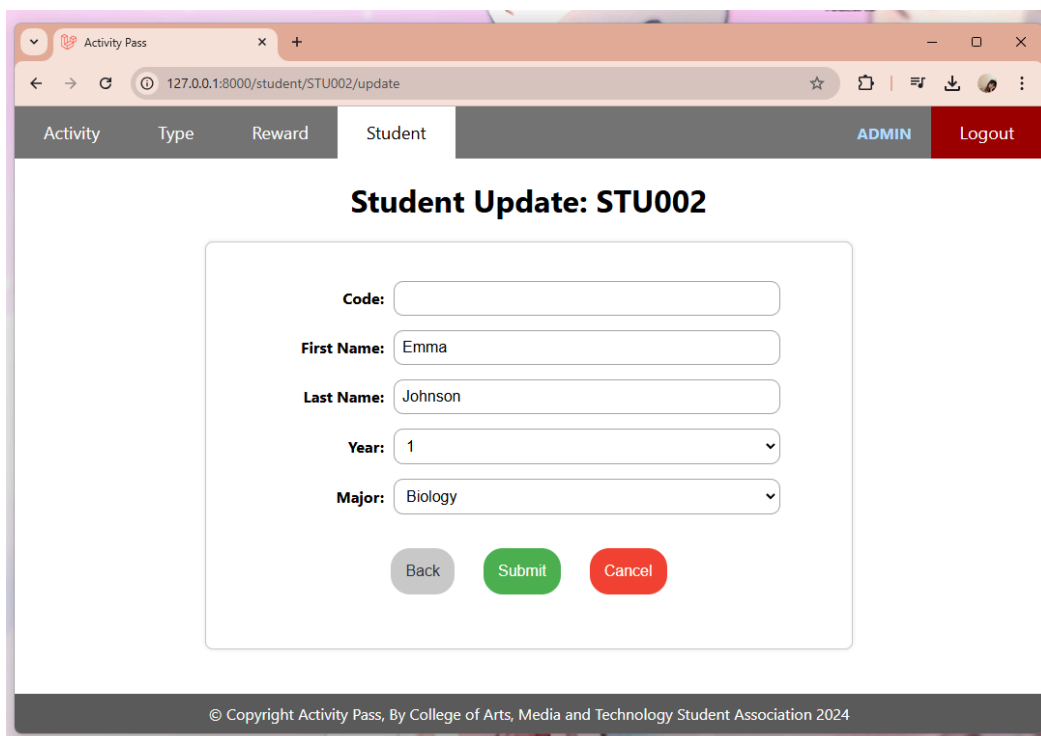 Activity Pass
127.0.0.1:8000/student/STU002/update
Activity Type Reward Student ADMIN Logout
Student Update: STU002
Code:
First Name: Emma
Last Name: Johnson
Year: 1
Major: Biology
Back Submit Cancel
© Copyright Activity Pass, By College of Arts, Media and Technology Student Association 2024